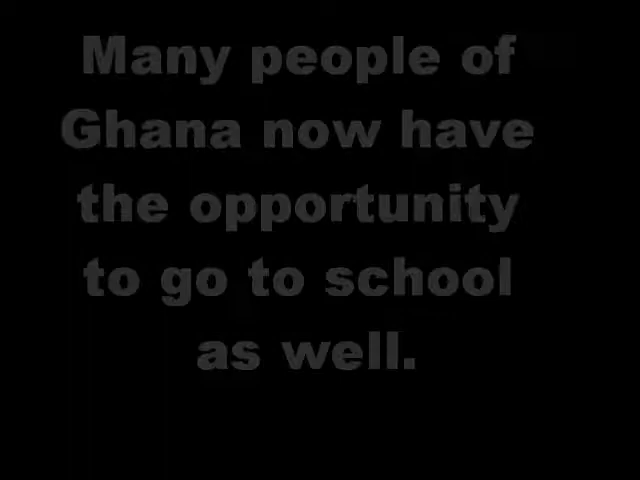 Many people of
Ghana now have
the opportunity
to go to school
as well.